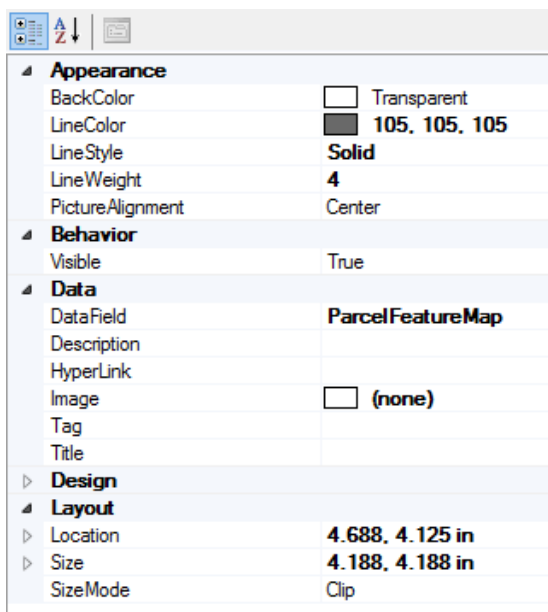 A
Z
Appearance
BackColor Transparent
LineColor 105, 105, 105
LineStyle Solid
LineWeight 4
PictureAlignment Center
Behavior
Visible True
Data
DataField ParcelFeatureMap
Description
HyperLink
Image (none)
Tag
Title
Design
Layout
Location 4.688, 4.125 in
Size 4.188, 4.188 in
SizeMode Clip